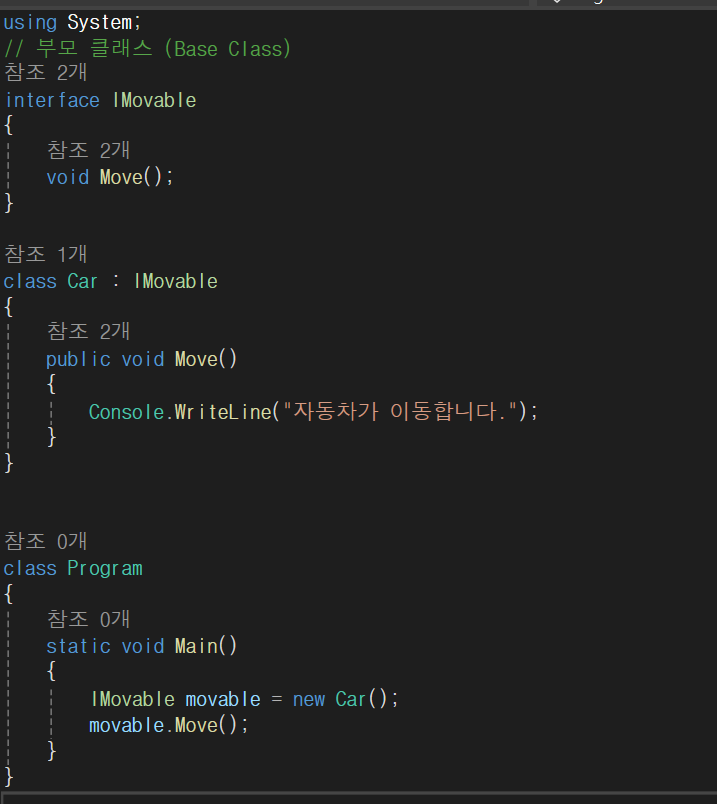 using System;
// 부모 클래스 (Base Class)
참조 2개
interface IMovable
{
참조 2개
void Move();
}
참조 1개
class Car : IMovable
{
참조 2개
public void Move()
{
Console.WriteLine("자동차가 이동합니다.");
}
}
참조 0개
class Program
{
참조 0개
static void Main()
{
IMovable movable = new Car();
movable.Move();
}
}